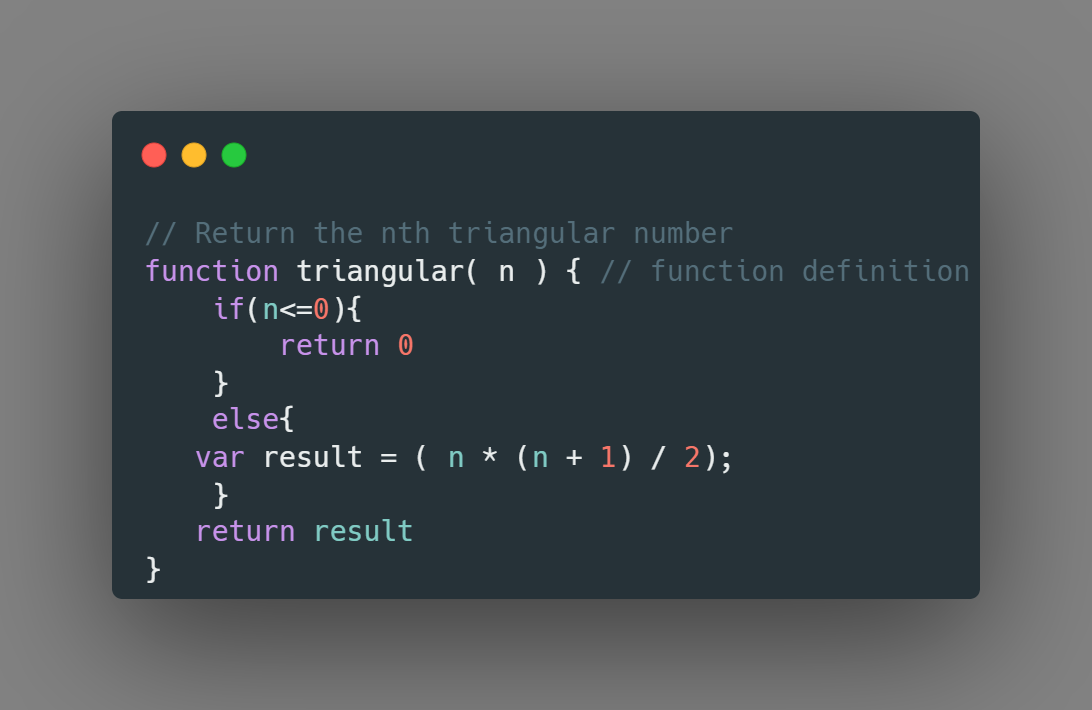 // Return the nth triangular number
function triangular( n ) { // function definition
    if(n<=0){
        return 0
    }
    else{
   var result = ( n * (n + 1) / 2);
    }
   return result
}